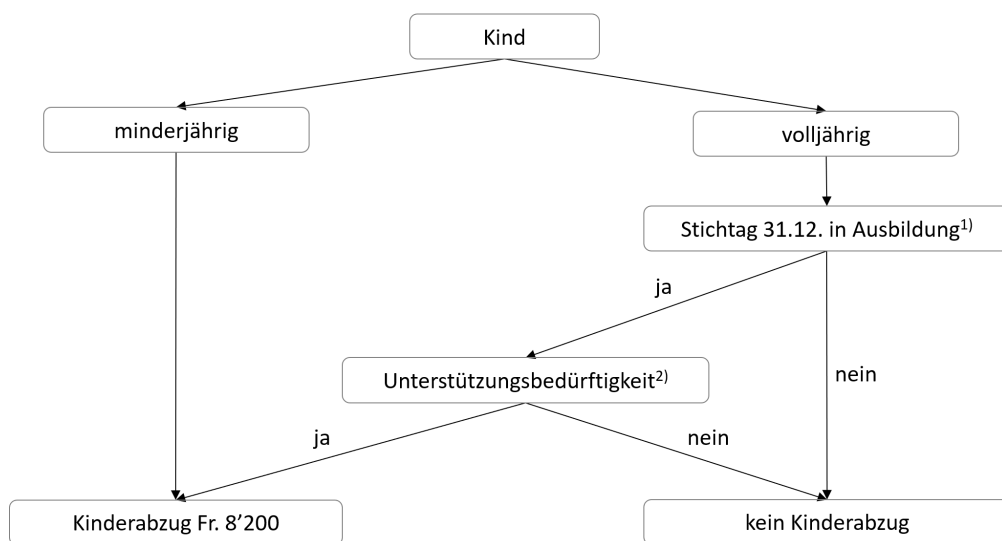 Kind
minderjährig
volljährig
Stichtag 31.12. in Ausbildung1)
ja
Unterstützungsbedürftigkeit2)
nein
ja
nein
Kinderabzug Fr. 8’200
kein Kinderabzug